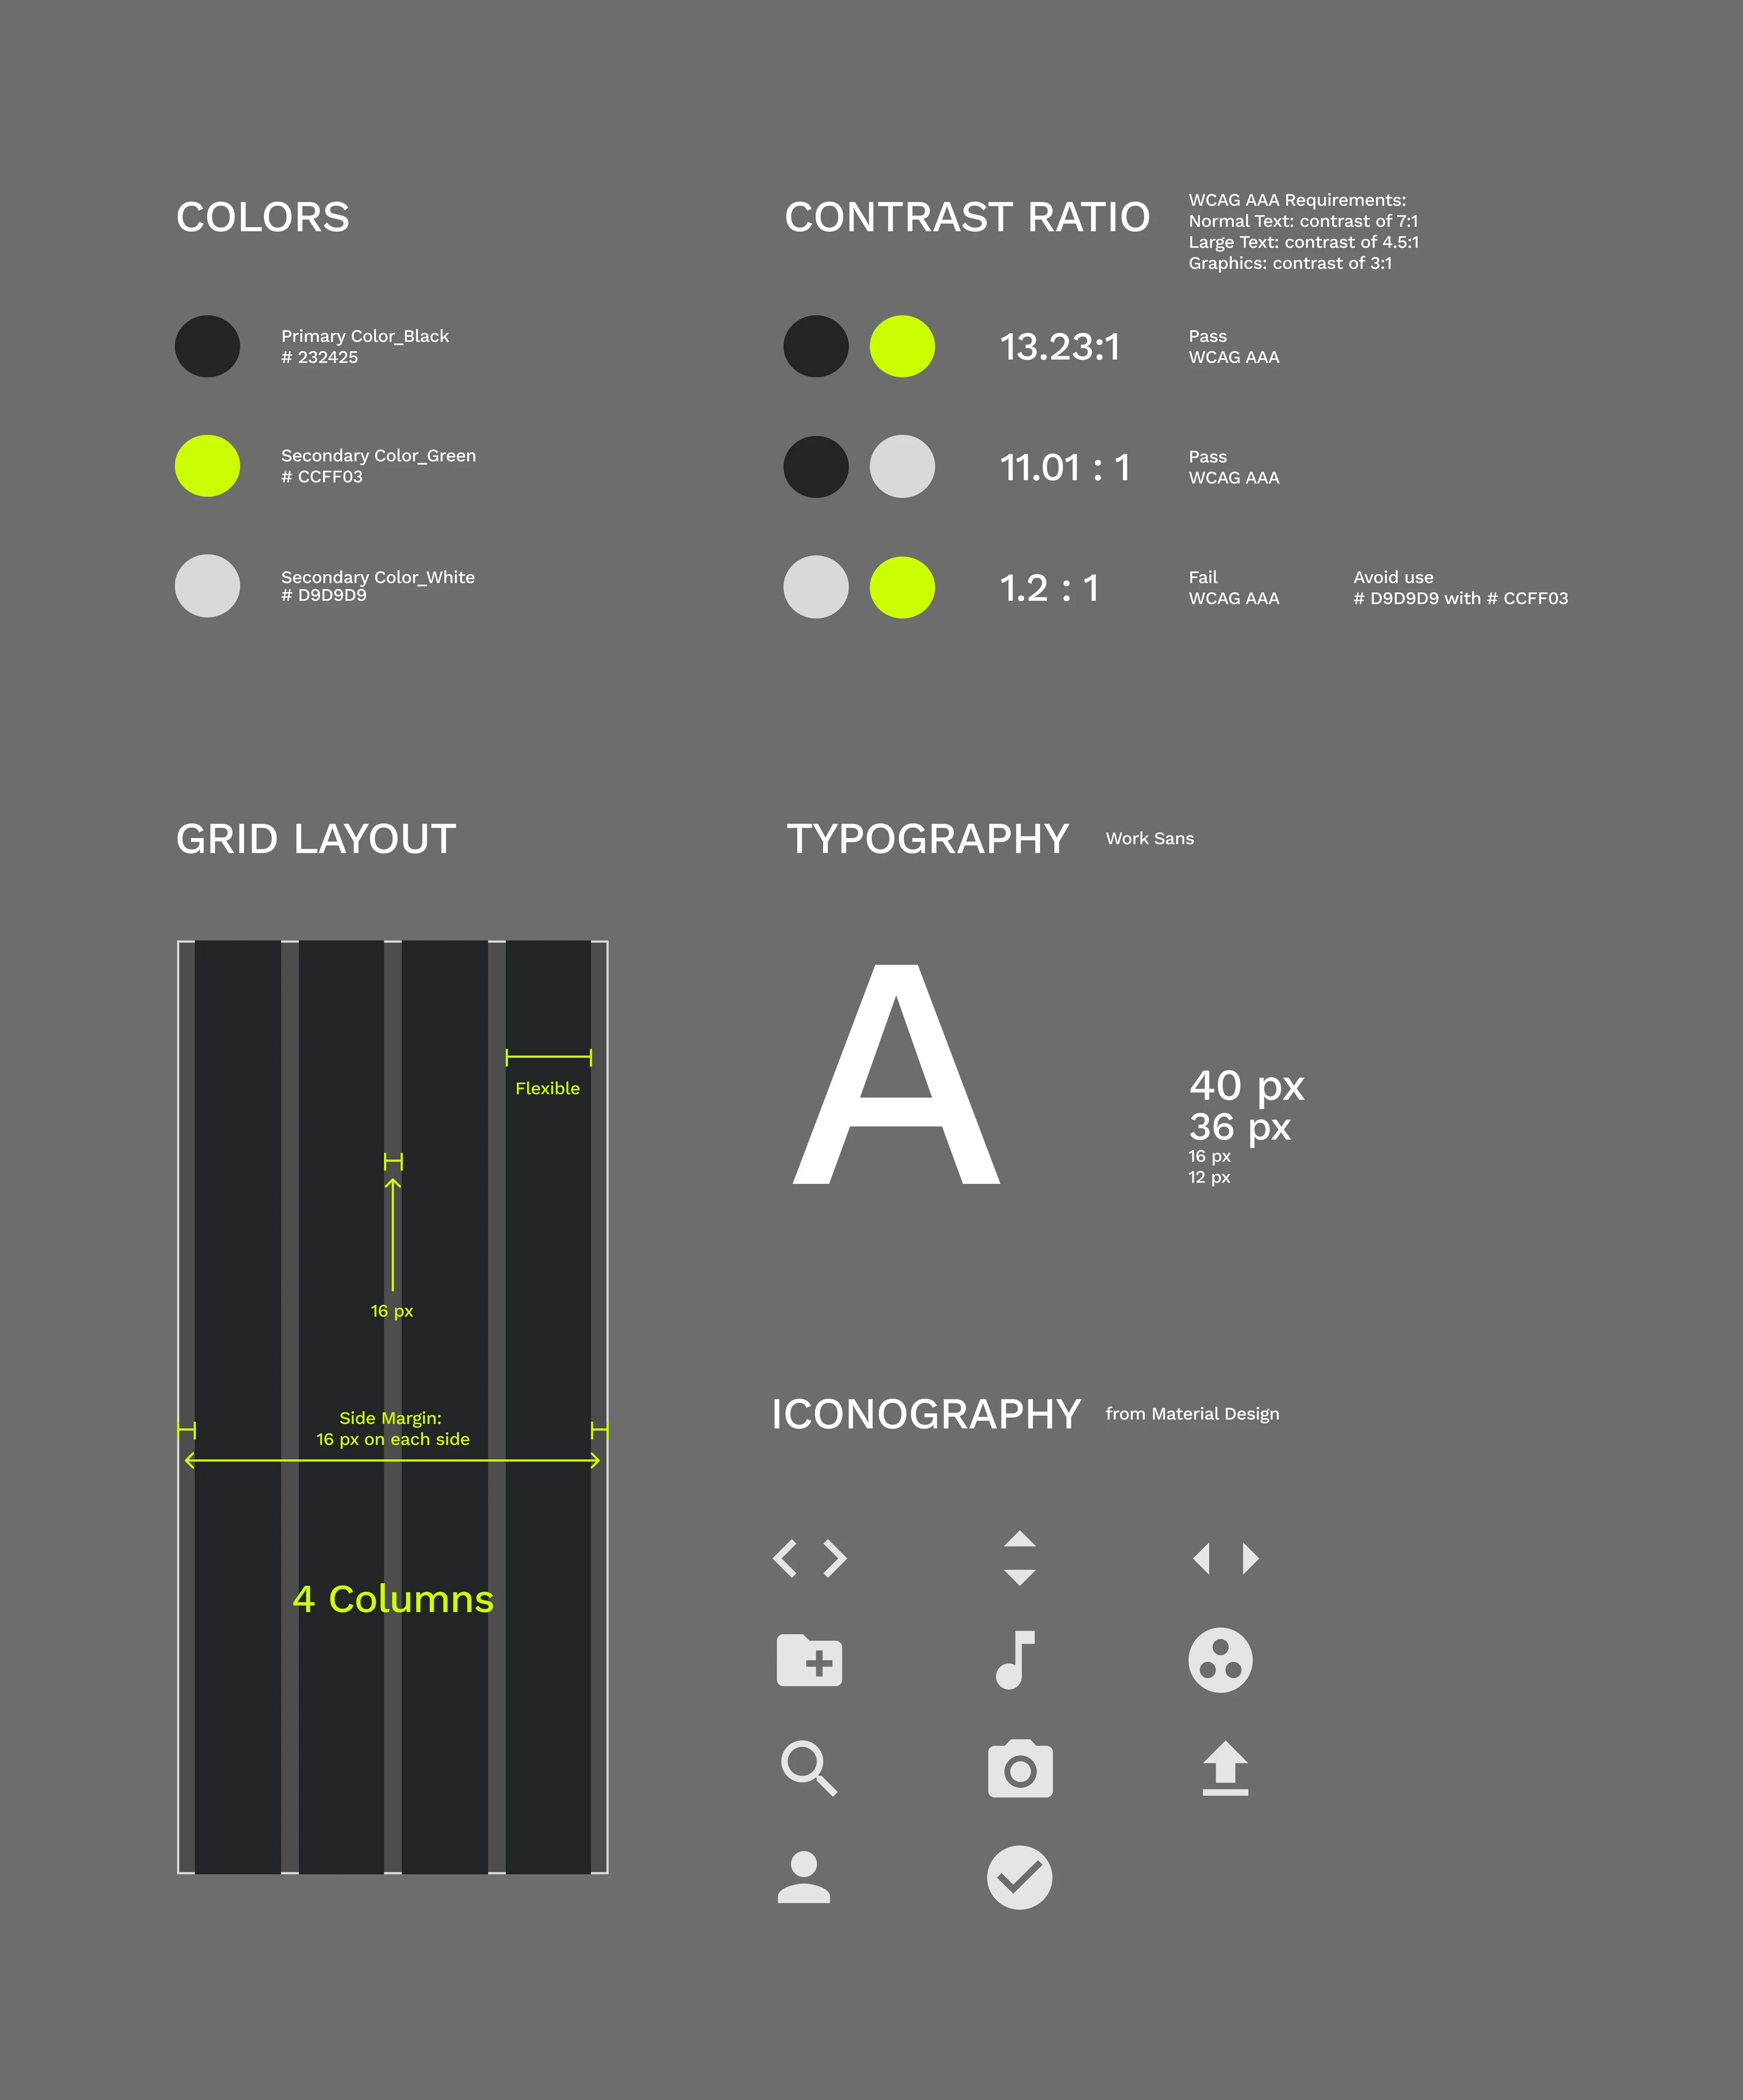 COLORS
Primary Color_Black
# 232425
Secondary Color_Green
# CCFF03
Secondary Color_White
# D9D9D9
CONTRAST RATIO
WCAG AAA Requirements:
Normal Text: contrast of 7:1
Large Text: contrast of 4.5:1
Graphics: contrast of 3:1
13.23:1
Pass
WCAG AAA
11.01 : 1
Pass
WCAG AAA
1.2 : 1
Fail
WCAG AAA
Avoid use
# D9D9D9 with # CCFF03
GRID LAYOUT
Flexible
16 px
Side Margin:
16 px on each side
4 Columns
TYPOGRAPHY
Work Sans
A
40 px
36 px
16 px
12 px
ICONOGRAPHY
from Material Design